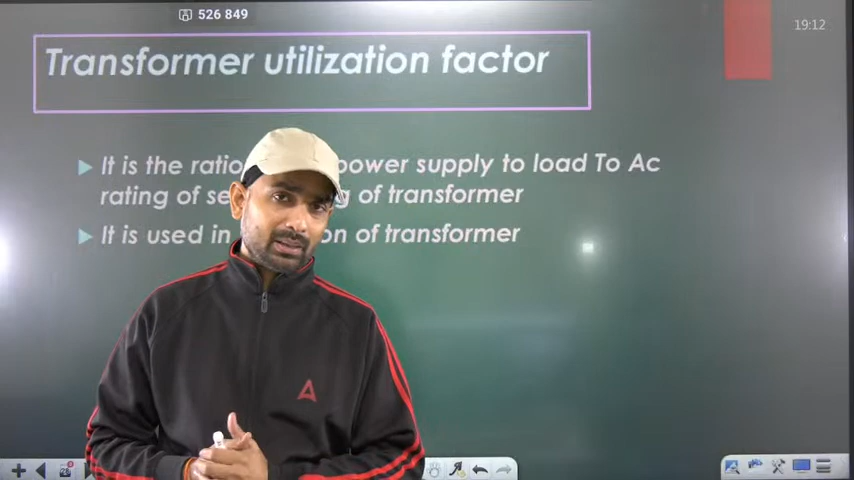 526 849
19:12
Transformer utilization factor
It is the ratio power supply to load To Ac
rating of of transformer
It is used in of transformer